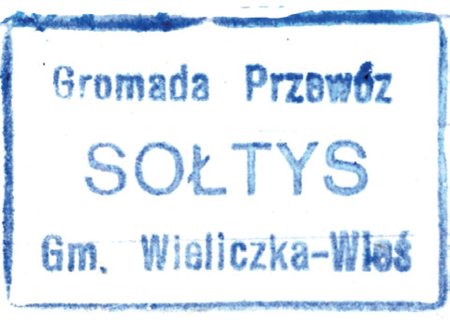 Gromada Przewóz
SOŁTYS
Gm. Wieliczka-Wieś